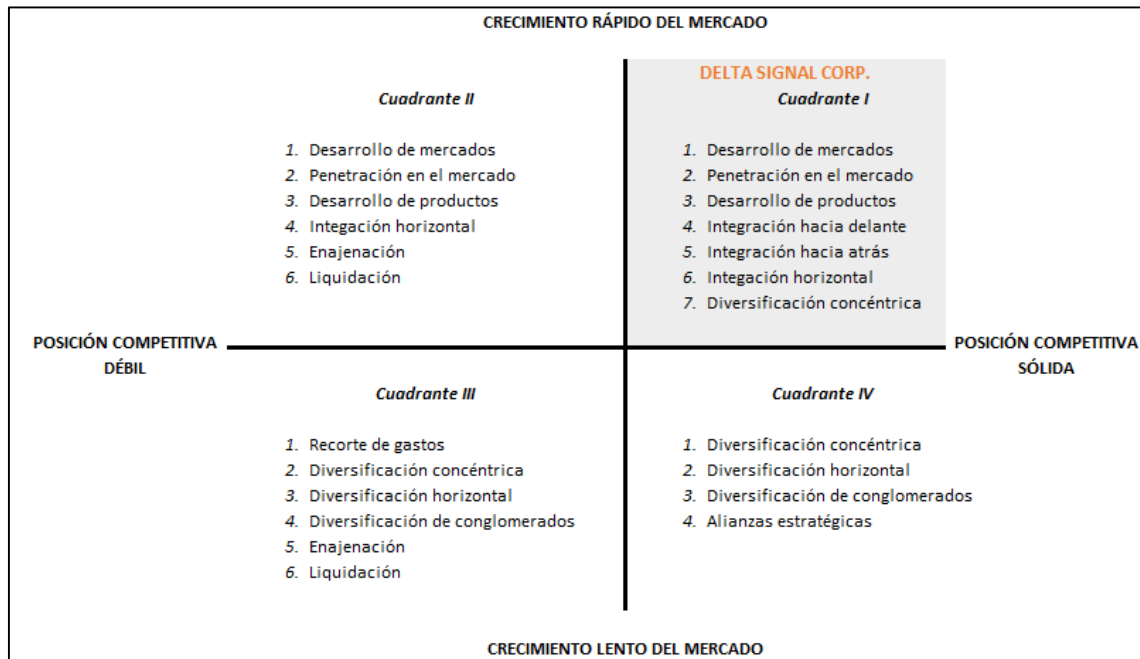 CRECIMIENTO RÁPIDO DEL MERCADO
DELTA SIGNAL CORP.
Cuadrante II
1. Desarrollo de mercados
2. Penetración en el mercado
3. Desarrollo de productos
4. Integación horizontal
5. Enajenación
6. Liquidación
Cuadrante I
1. Desarrollo de mercados
2. Penetración en el mercado
3. Desarrollo de productos
4. Integración hacia delante
5. Integración hacia atrás
6. Integación horizontal
7. Diversificación concéntrica
POSICIÓN COMPETITIVA
DÉBIL
POSICIÓN COMPETITIVA
SÓLIDA
Cuadrante III
1. Recorte de gastos
2. Diversificación concéntrica
3. Diversificación horizontal
4. Diversificación de conglomerados
5. Enajenación
6. Liquidación
Cuadrante IV
1. Diversificación concéntrica
2. Diversificación horizontal
3. Diversificación de conglomerados
4. Alianzas estratégicas
CRECIMIENTO LENTO DEL MERCADO